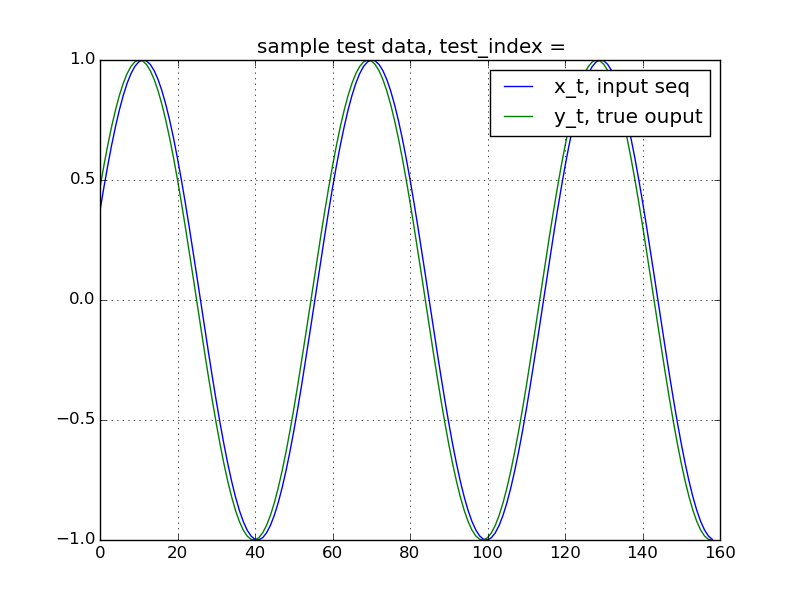 sample test data, test_index =
x_t, input seq
y_t, true ouput
1.0
0.5
0.0
−0.5
−1.0
0 20 40 60 80 100 120 140 160